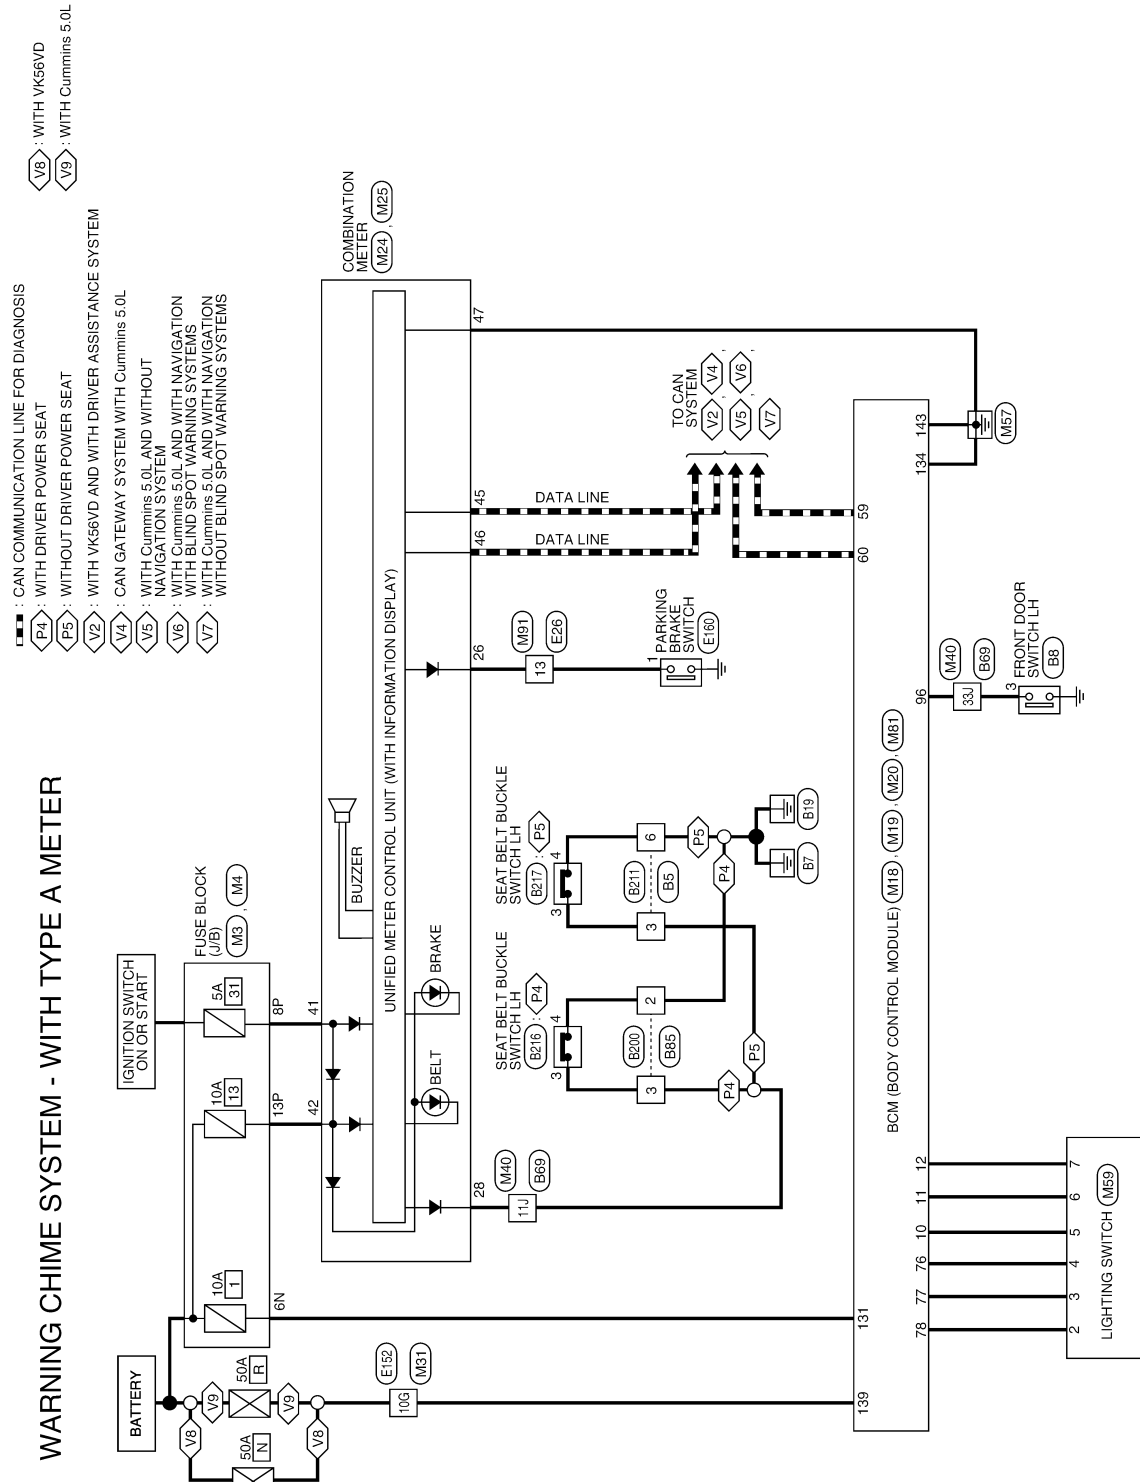 WARNING CHIME SYSTEM - WITH TYPE A METER
: CAN COMMUNICATION LINE FOR DIAGNOSIS
P4 : WITH DRIVER POWER SEAT
P5 : WITHOUT DRIVER POWER SEAT
V2 : WITH VK56VD AND WITH DRIVER ASSISTANCE SYSTEM
V4 : CAN GATEWAY SYSTEM WITH Cummins 5.0L
V5 : WITH Cummins 5.0L AND WITHOUT
NAVIGATION SYSTEM
V6 : WITH Cummins 5.0L AND WITH NAVIGATION
WITH BLIND SPOT WARNING SYSTEMS
V7 : WITH Cummins 5.0L AND WITH NAVIGATION
WITHOUT BLIND SPOT WARNING SYSTEMS
V8 : WITH VK56VD
V9 : WITH Cummins 5.0L
BATTERY
IGNITION SWITCH
ON OR START
FUSE BLOCK
(J/B)
M3 , M4
50A
N
50A
R
10A
1
10A
13
5A
31
V8
V8
V9
V9
6N
13P
8P
10G
E152
M31
COMBINATION
METER
M24 , M25
42
41
BUZZER
UNIFIED METER CONTROL UNIT (WITH INFORMATION DISPLAY)
BELT
BRAKE
28
26
46
45
47
11J
M40
B69
SEAT BELT BUCKLE
SWITCH LH
B216 : P4
3
4
3
2
B200
B85
SEAT BELT BUCKLE
SWITCH LH
B217 : P5
3
4
3
6
B211
B5
P4
P5
P4
P5
B7
B19
13
M91
E26
1
PARKING
BRAKE
SWITCH
E160
DATA LINE
DATA LINE
TO CAN
SYSTEM
V2 , V4 ,
V5 , V6 ,
V7
139
131
60
59
BCM (BODY CONTROL MODULE) M18 , M19 , M20 , M81
78
77
76
10
11
12
96
134
143
M57
33J
M40
B69
3
FRONT DOOR
SWITCH LH
B8
2
3
4
5
6
7
LIGHTING SWITCH M59